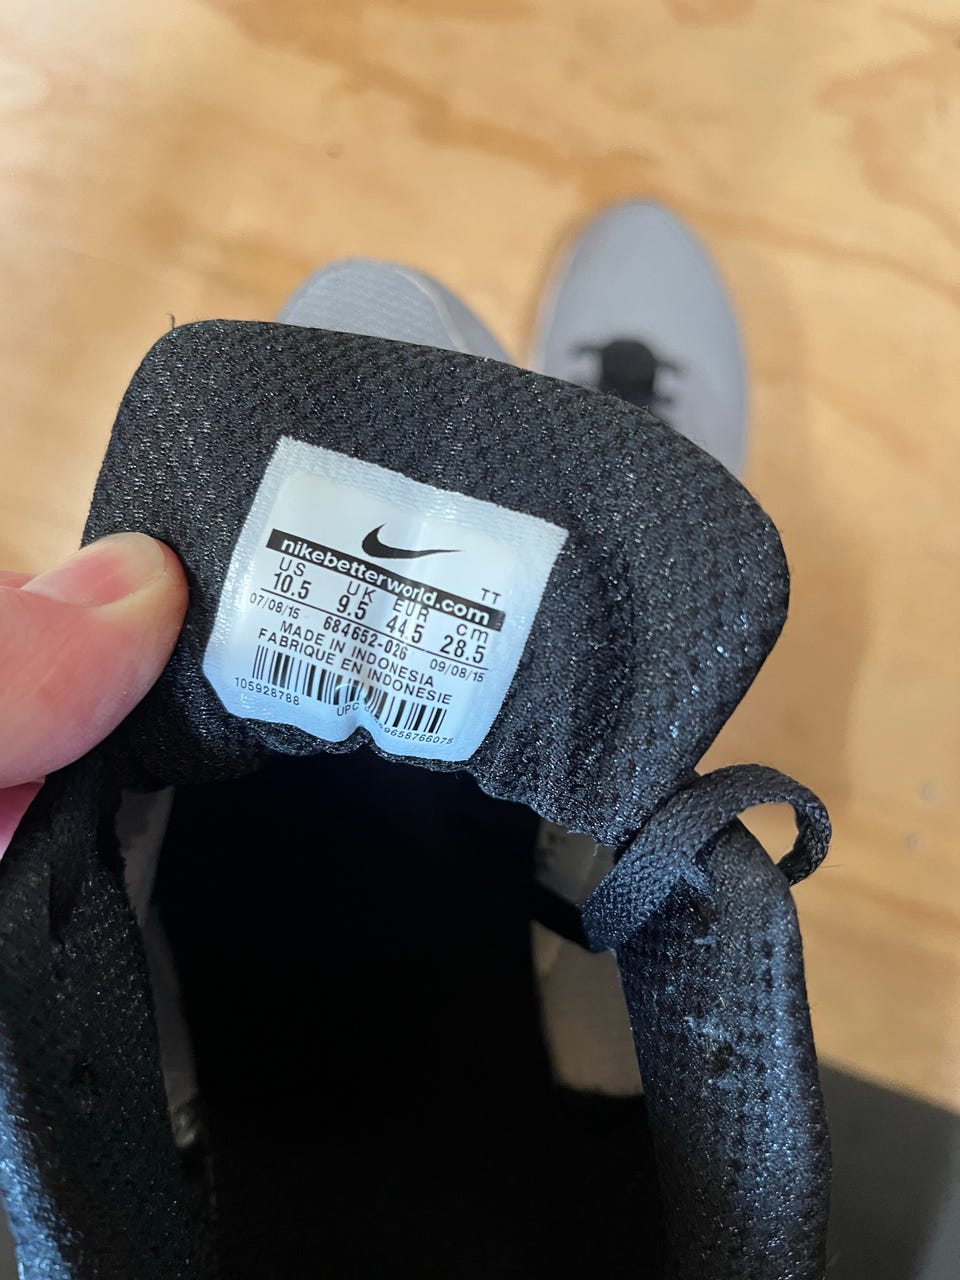 nikebetterworld.com
TT
US UK EUR cm
10.5 9.5 44.5 28.5
07/08/15 684652-026 09/08/15
MADE IN INDONESIA
FABRIQUE EN INDONESIE
105928788 UPC